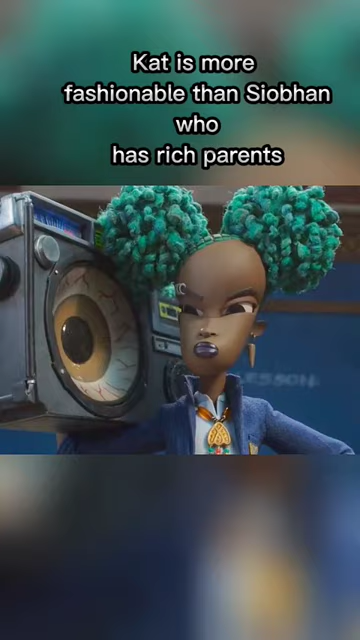 Kat is more
fashionable than Siobhan
who
has rich parents